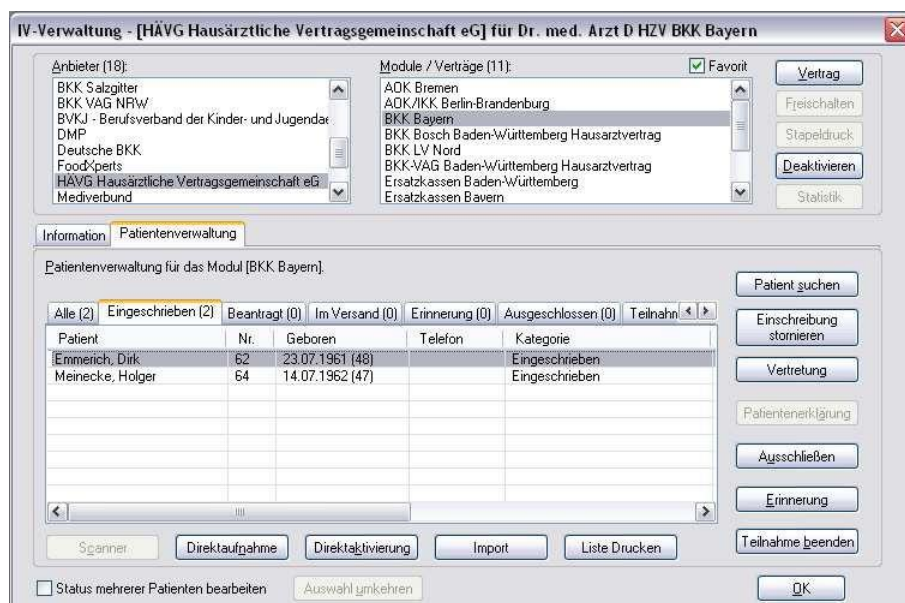 IV-Verwaltung - [HÄVG Hausärztliche Vertragsgemeinschaft eG] für Dr. med. Arzt D HZV BKK Bayern
Anbieter (18):
BKK Salzgitter
BKK VAG NRW
BVKJ - Berufsverband der Kinder- und Jugendae
DMP
Deutsche BKK
FoodXperts
HÄVG Hausärztliche Vertragsgemeinschaft eG
Mediverbund
Module / Verträge (11):
Favorit
AOK Bremen
AOK/IKK Berlin-Brandenburg
BKK Bayern
BKK Bosch Baden-Württemberg Hausarztvertrag
BKK LV Nord
BKK-VAG Baden-Württemberg Hausarztvertrag
Ersatzkassen Baden-Württemberg
Ersatzkassen Bayern
Vertrag
Freischalten
Stapeldruck
Deaktivieren
Statistik
Information Patientenverwaltung
Patientenverwaltung für das Modul [BKK Bayern].
Alle (2) Eingeschrieben (2) Beantragt (0) Im Versand (0) Erinnerung (0) Ausgeschlossen (0) Teilnahm
Patient Nr. Geboren Telefon Kategorie
Emmerich, Dirk 62 23.07.1961 (48) Eingeschrieben
Meinecke, Holger 64 14.07.1962 (47) Eingeschrieben
Patient suchen
Einschreibung
stornieren
Vertretung
Patientenerklärung
Ausschließen
Erinnerung
Teilnahme beenden
Scanner Direktaufnahme Direktaktivierung Import Liste Drucken
Status mehrerer Patienten bearbeiten Auswahl umkehren OK